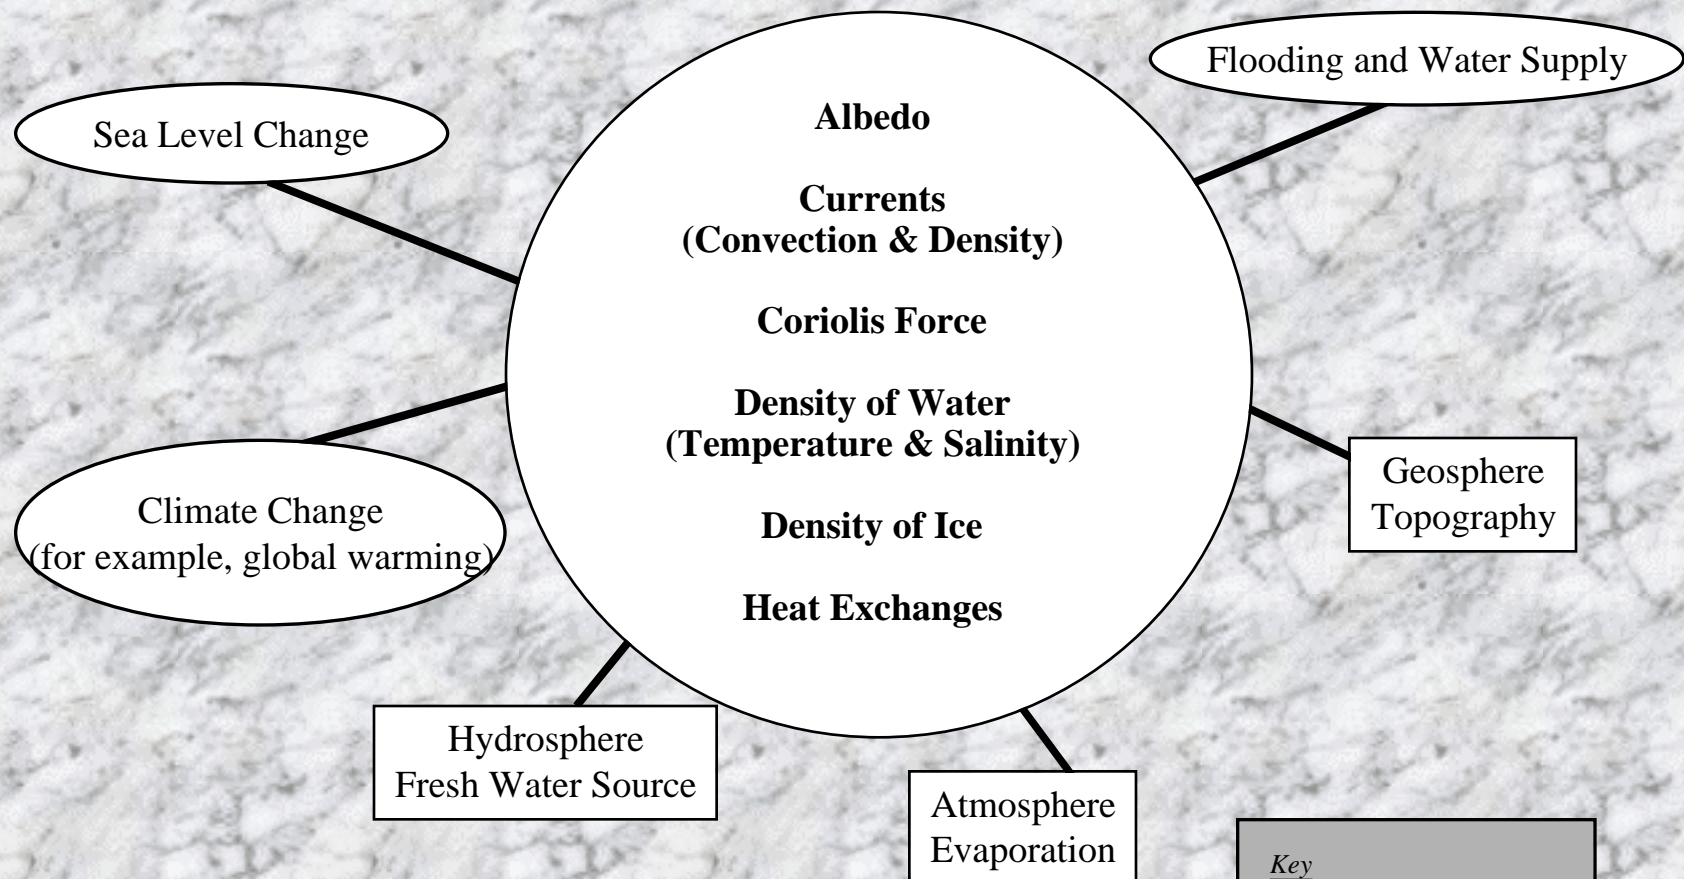 Flooding and Water Supply
Sea Level Change
Albedo
Currents
(Convection & Density)
Coriolis Force
Density of Water
(Temperature & Salinity)
Density of Ice
Heat Exchanges
Climate Change
(for example, global warming)
Geosphere
Topography
Hydrosphere
Fresh Water Source
Atmosphere
Evaporation
Key